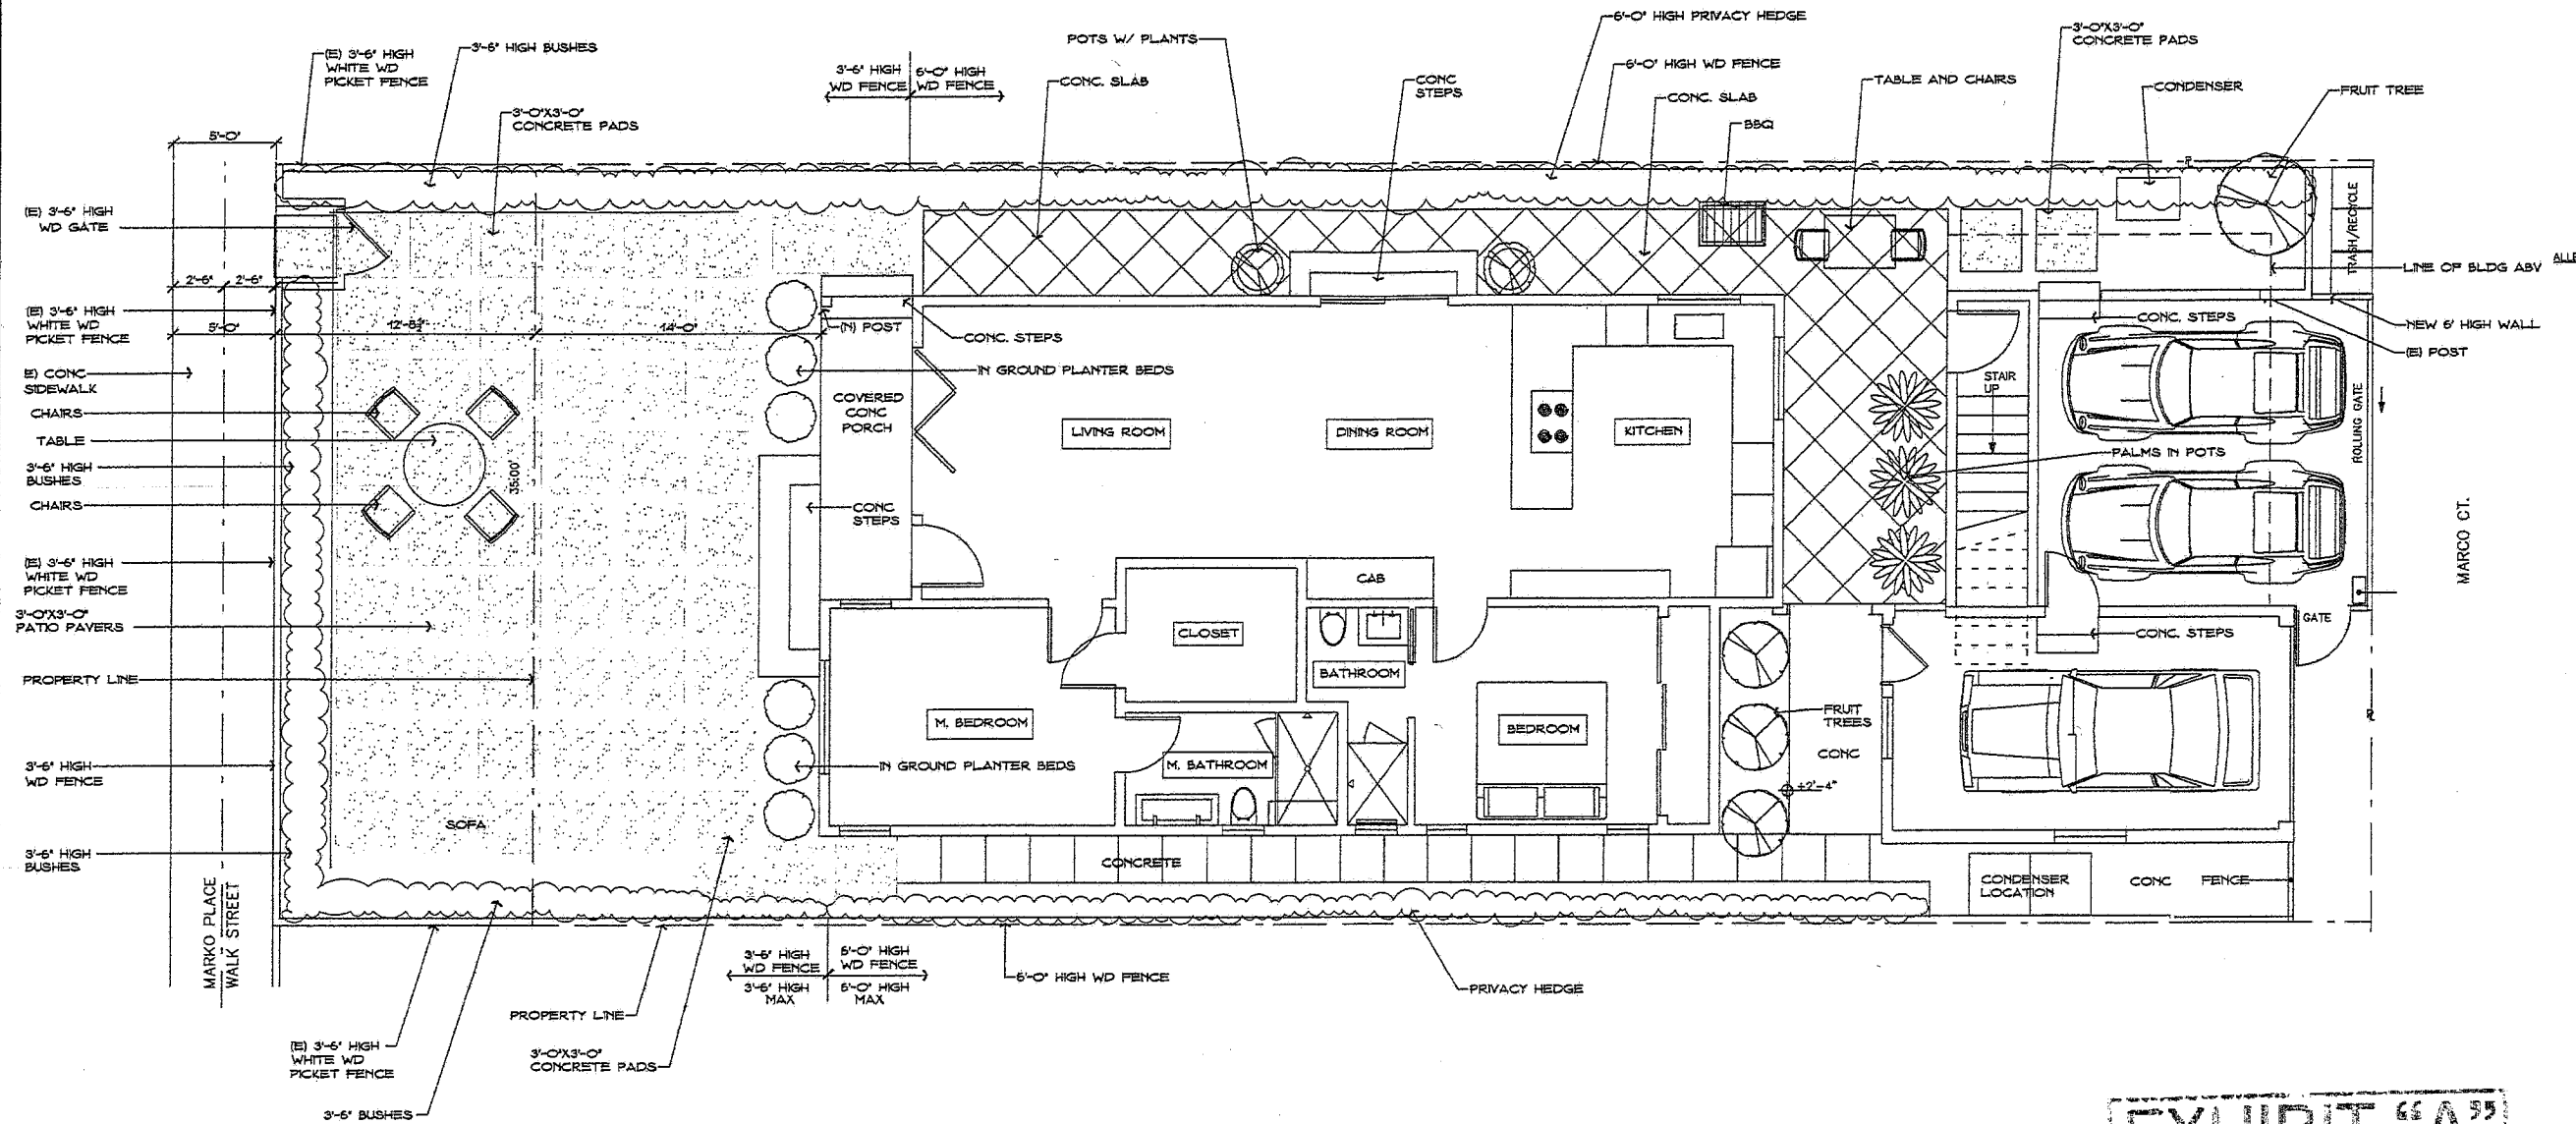 6'-0" HIGH PRIVACY HEDGE
POTS W/ PLANTS
3'-0"X3'-0"
CONCRETE PADS
(E) 3'-6" HIGH
WHITE WD
PICKET FENCE
3'-6" HIGH BUSHES
3'-6" HIGH
WD FENCE
6'-0" HIGH
WD FENCE
CONC. SLAB
CONC
STEPS
6'-0" HIGH WD FENCE
CONC. SLAB
TABLE AND CHAIRS
CONDENSER
FRUIT TREE
3'-0"X3'-0"
CONCRETE PADS
BBQ
5'-0"
(E) 3'-6" HIGH
WD GATE
TRASH/RECYCLE
LINE OF BLDG ABV
2'-6"
2'-6"
(E) 3'-6" HIGH
WHITE WD
PICKET FENCE
5'-0"
14'-0"
(N) POST
CONC. STEPS
CONC. STEPS
NEW 6' HIGH WALL
(E) POST
E) CONC
SIDEWALK
IN GROUND PLANTER BEDS
STAIR
UP
COVERED
CONC
PORCH
CHAIRS
TABLE
LIVING ROOM
DINING ROOM
KITCHEN
ROLLING GATE
PALMS IN POTS
3'-6" HIGH
BUSHES
35:00'
CHAIRS
CONC
STEPS
MARCO CT.
(E) 3'-6" HIGH
WHITE WD
PICKET FENCE
CAB
3'-0"X3'-0"
PATIO PAVERS
CLOSET
GATE
CONC. STEPS
BATHROOM
PROPERTY LINE
M. BEDROOM
BEDROOM
FRUIT
TREES
CONC
3'-6" HIGH
WD FENCE
IN GROUND PLANTER BEDS
M. BATHROOM
±2'-4"
SOFA
3'-6" HIGH
BUSHES
CONCRETE
CONDENSER
LOCATION
CONC
FENCE
MARKO PLACE
WALK STREET
3'-6" HIGH
WD FENCE
3'-6" HIGH
MAX
6'-0" HIGH
WD FENCE
6'-0" HIGH
MAX
6'-0" HIGH WD FENCE
PRIVACY HEDGE
PROPERTY LINE
(E) 3'-6" HIGH
WHITE WD
PICKET FENCE
3'-0"X3'-0"
CONCRETE PADS
3'-6" BUSHES
EXHIBIT "A"